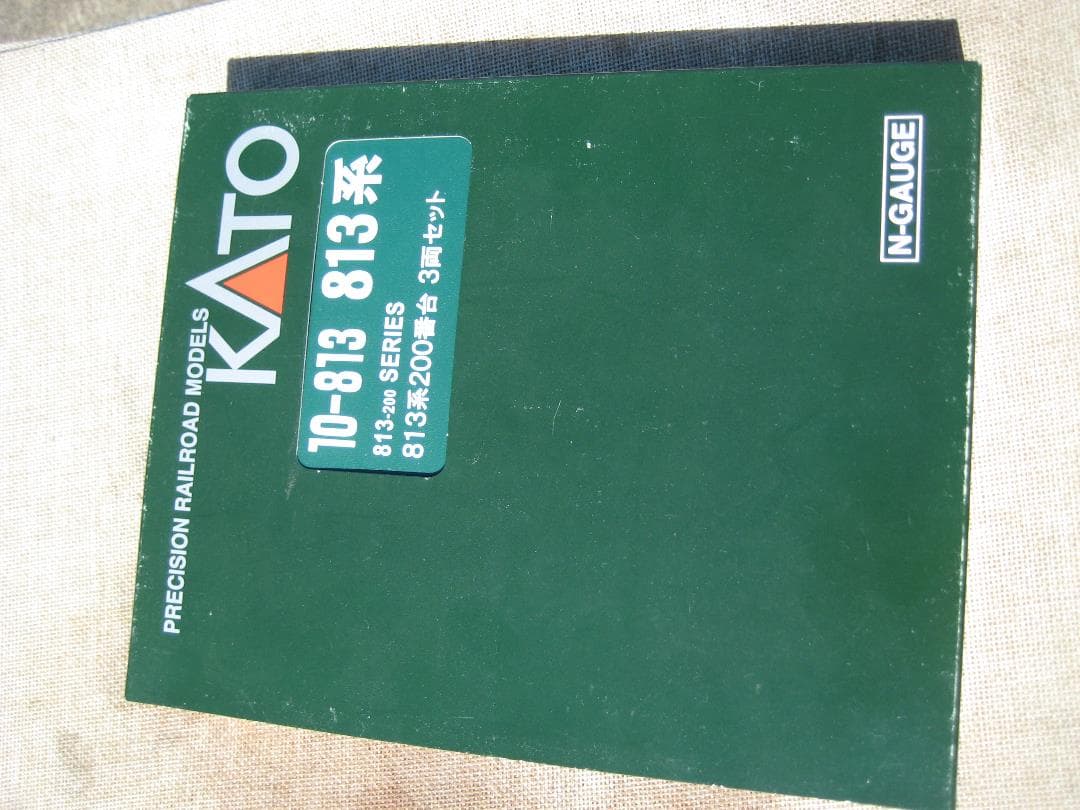 PRECISION RAILROAD MODELS
KATO
10-813 813系
813-200 SERIES
813系200番台 3両セット
N-GAUGE